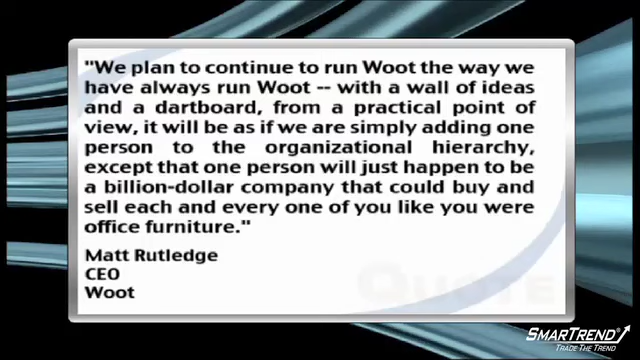 "We plan to continue to run Woot the way we
have always run Woot -- with a wall of ideas
and a dartboard, from a practical point of
view, it will be as if we are simply adding one
person to the organizational hierarchy,
except that one person will just happen to be
a billion-dollar company that could buy and
sell each and every one of you like you were
office furniture."
Matt Rutledge
CEO
Woot
QUOTE
SMARTREND®
TRADE THE TREND